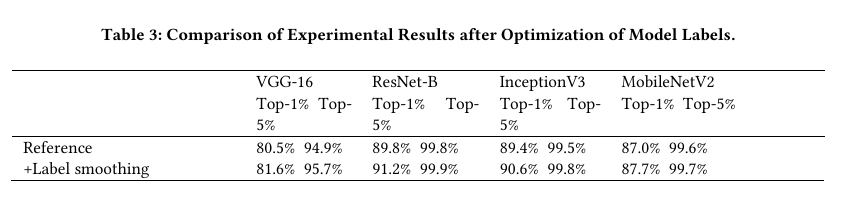 Table 3: Comparison of Experimental Results after Optimization of Model Labels.
VGG-16 ResNet-B InceptionV3 MobileNetV2
Top-1% Top- Top-1% Top- Top-1% Top- Top-1% Top-5%
5% 5% 5%
Reference 80.5% 94.9% 89.8% 99.8% 89.4% 99.5% 87.0% 99.6%
+Label smoothing 81.6% 95.7% 91.2% 99.9% 90.6% 99.8% 87.7% 99.7%